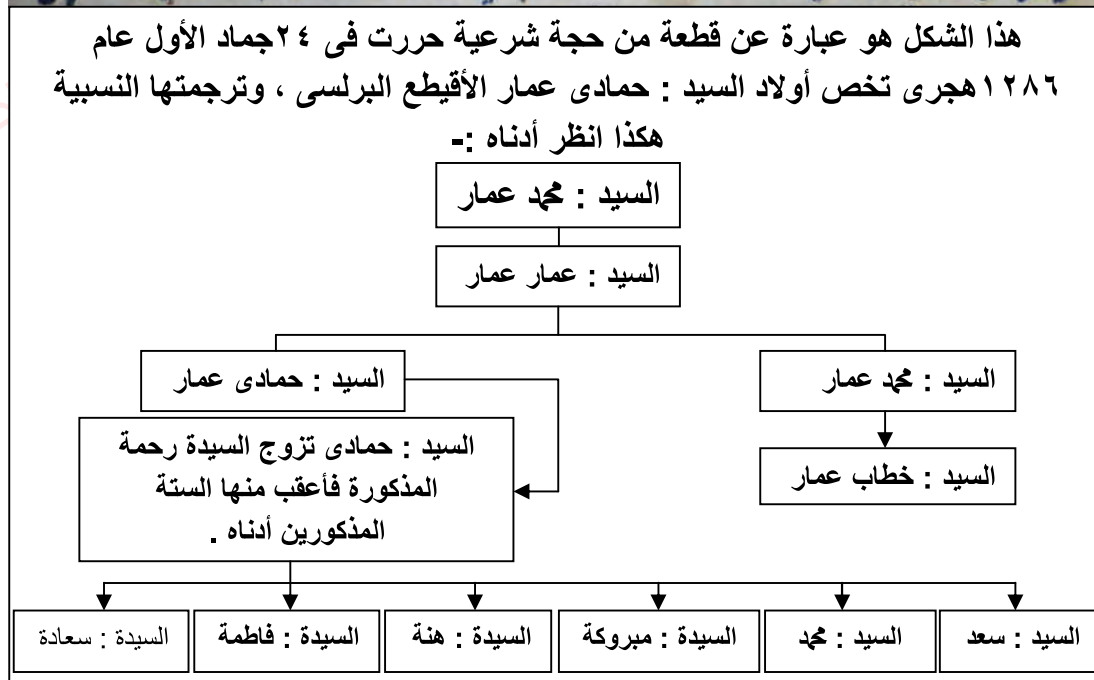 هذا الشكل هو عبارة عن قطعة من حجة شرعية حررت فى ٢٤جماد الأول عام
١٢٨٦هجرى تخص أولاد السيد : حمادى عمار الأقيطع البرلسى ، وترجمتها النسبية
هكذا انظر أدناه :-
السيد : محمد عمار
السيد : عمار عمار
السيد : محمد عمار
السيد : حمادى عمار
السيد : خطاب عمار
السيد : حمادى تزوج السيدة رحمة
المذكورة فأعقب منها الستة
المذكورين أدناه .
السيد : سعد
السيد : محمد
السيدة : مبروكة
السيدة : هنة
السيدة : فاطمة
السيدة : سعادة